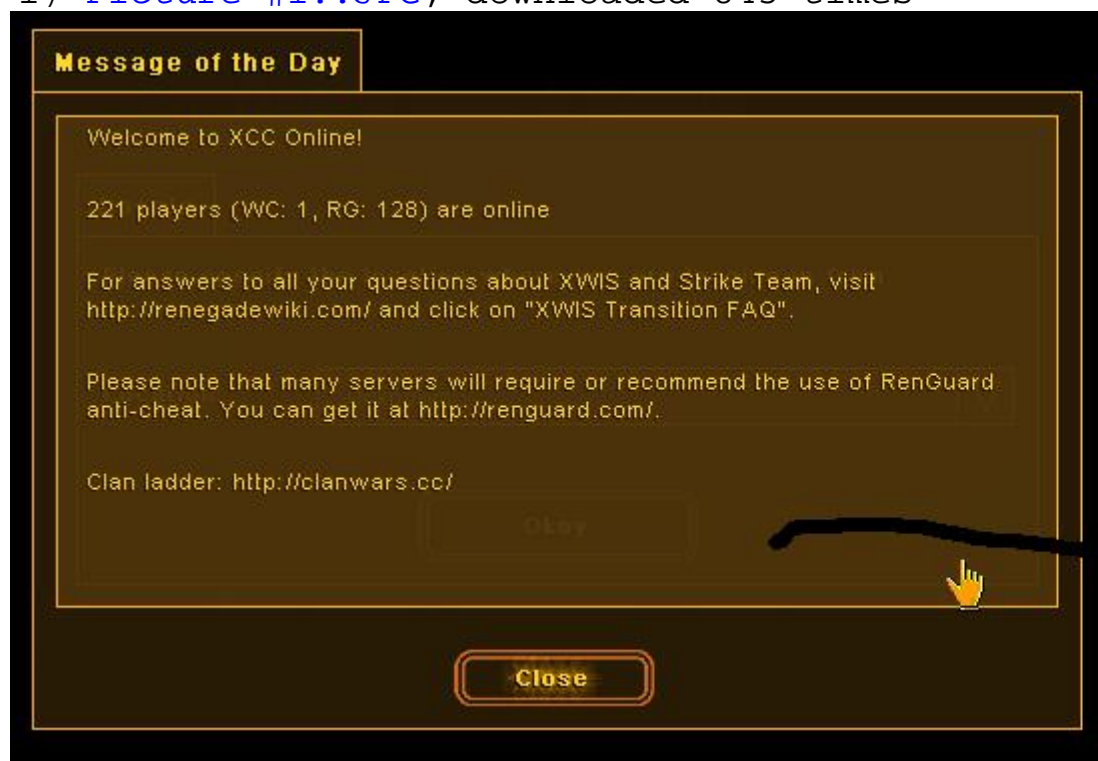 Message of the Day
Welcome to XCC Online!
221 players (WC: 1, RG: 128) are online
For answers to all your questions about XWIS and Strike Team, visit
http://renegadewiki.com/ and click on "XWIS Transition FAQ".
Please note that many servers will require or recommend the use of RenGuard
anti-cheat. You can get it at http://renguard.com/.
Clan ladder: http://clanwars.cc/
Okay
Close